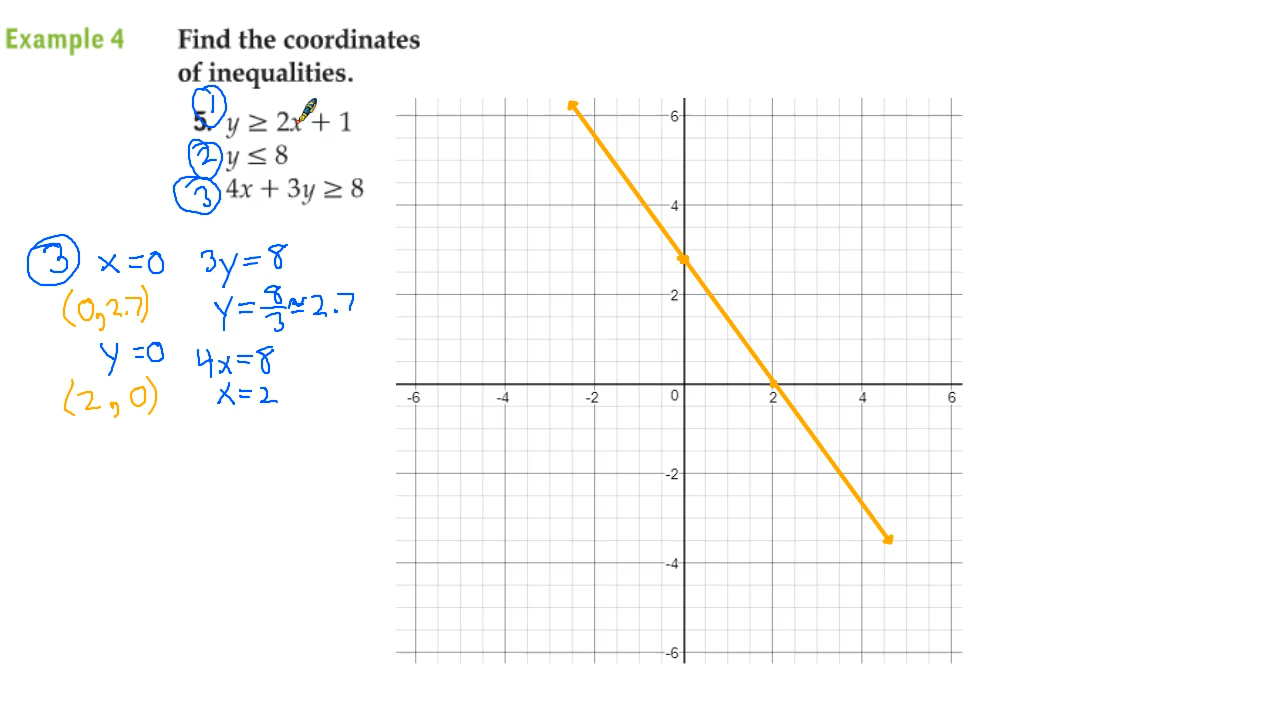 Example 4 Find the coordinates
of inequalities.
1
5. y ≥ 2x + 1
2 y ≤ 8
3 4x + 3y ≥ 8
3 x = 0 3y = 8
(0, 2.7) y = 8/3 ≈ 2.7
y = 0 4x = 8
(2, 0) x = 2
6
4
2
-6 -4 -2 0 2 4 6
-2
-4
-6